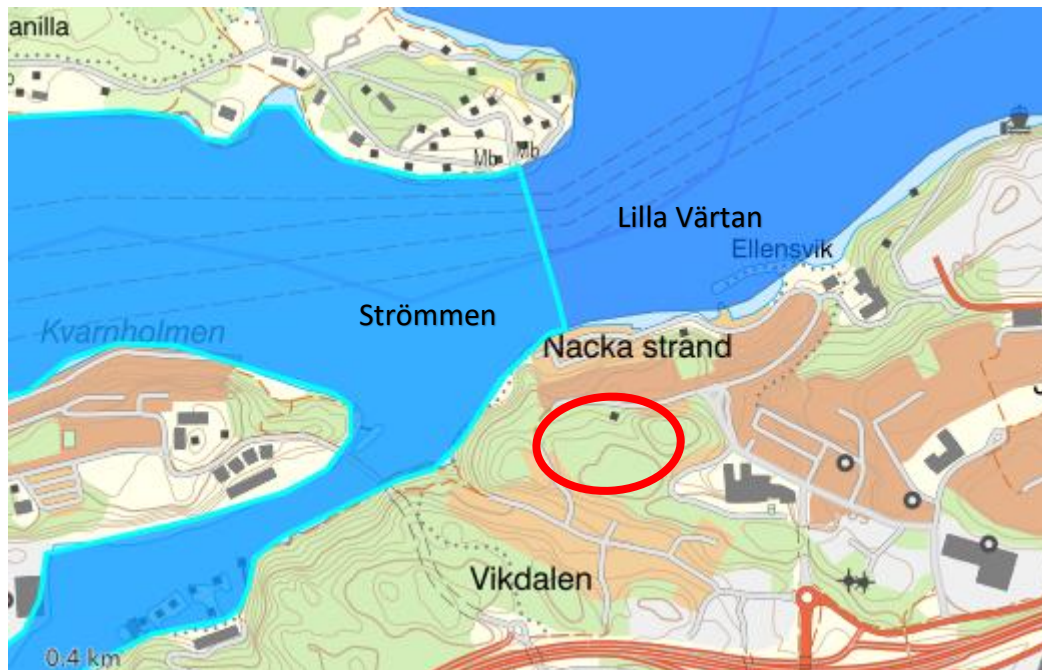 anilla
Mb Mb
Lilla Värtan
Ellensvik
Strömmen
Kvarnholmen
Nacka strand
Vikdalen
0.4 km